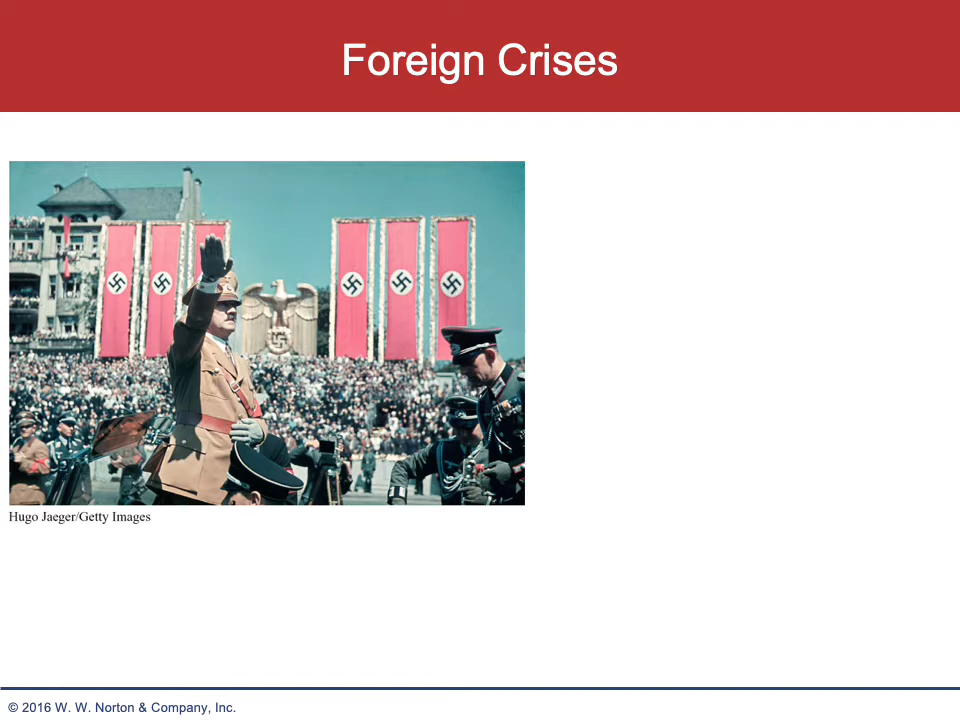 Foreign Crises
Hugo Jaeger/Getty Images
© 2016 W. W. Norton & Company, Inc.